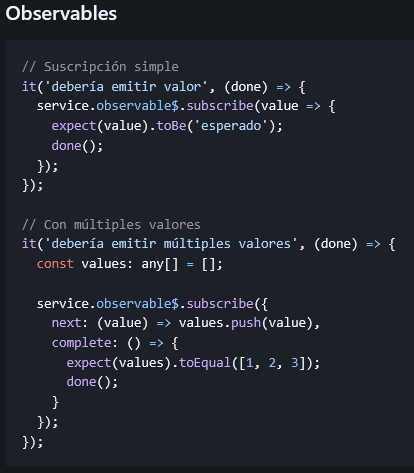 Observables
// Suscripción simple
it('debería emitir valor', (done) => {
  service.observable$.subscribe(value => {
    expect(value).toBe('esperado');
    done();
  });
});
// Con múltiples valores
it('debería emitir múltiples valores', (done) => {
  const values: any[] = [];
  service.observable$.subscribe({
    next: (value) => values.push(value),
    complete: () => {
      expect(values).toEqual([1, 2, 3]);
      done();
    }
  });
});